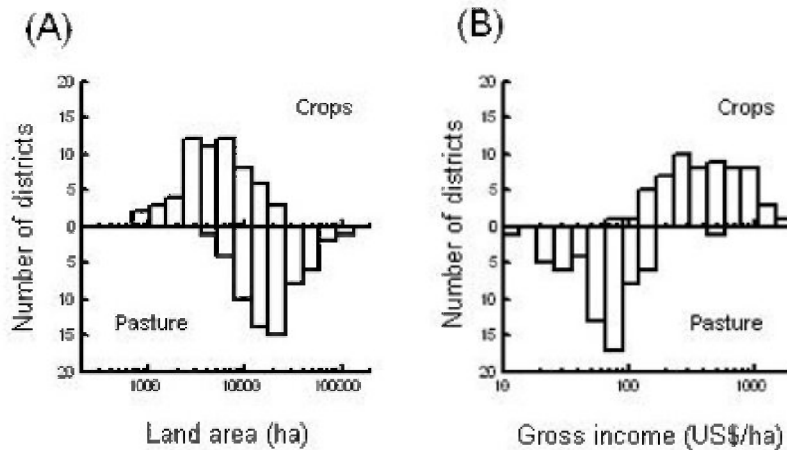 (A)
Number of districts
20
15
10
5
0
5
10
15
20
Crops
Pasture
1000 10000 100000
Land area (ha)
(B)
Number of districts
20
15
10
5
0
5
10
15
20
Crops
Pasture
10 100 1000
Gross income (US$/ha)